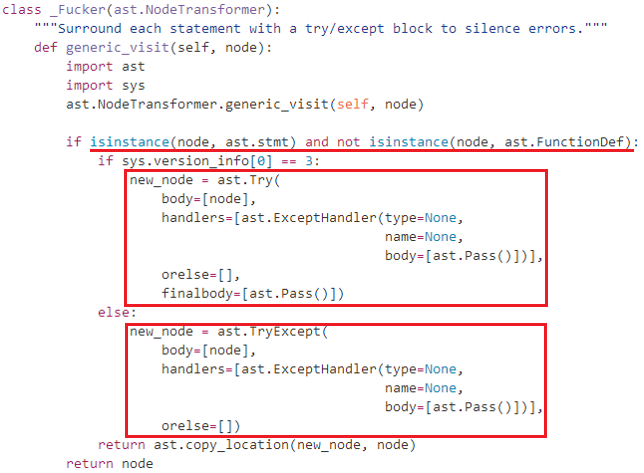 class _Fucker(ast.NodeTransformer):
    """Surround each statement with a try/except block to silence errors."""
    def generic_visit(self, node):
        import ast
        import sys
        ast.NodeTransformer.generic_visit(self, node)

        if isinstance(node, ast.stmt) and not isinstance(node, ast.FunctionDef):
            if sys.version_info[0] == 3:
                new_node = ast.Try(
                    body=[node],
                    handlers=[ast.ExceptHandler(type=None,
                                                name=None,
                                                body=[ast.Pass()])],
                    orelse=[],
                    finalbody=[ast.Pass()])
            else:
                new_node = ast.TryExcept(
                    body=[node],
                    handlers=[ast.ExceptHandler(type=None,
                                                name=None,
                                                body=[ast.Pass()])],
                    orelse=[])
            return ast.copy_location(new_node, node)
        return node